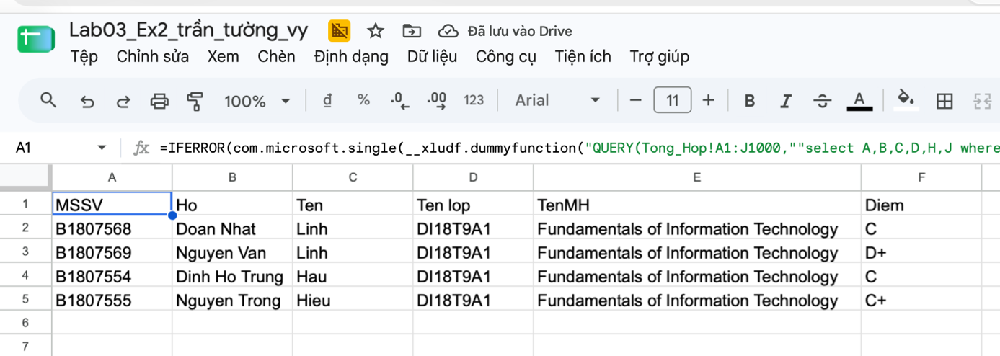 Lab03_Ex2_trần_tường_vy Đã lưu vào Drive
Tệp Chỉnh sửa Xem Chèn Định dạng Dữ liệu Công cụ Tiện ích Trợ giúp
100% đ % .0 .00 123 Arial 11 B I S A
A1 fx =IFERROR(com.microsoft.single(__xludf.dummyfunction("QUERY(Tong_Hop!A1:J1000,""select A,B,C,D,H,J where
A B C D E F
1 MSSV Ho Ten Ten lop TenMH Diem
2 B1807568 Doan Nhat Linh DI18T9A1 Fundamentals of Information Technology C
3 B1807569 Nguyen Van Linh DI18T9A1 Fundamentals of Information Technology D+
4 B1807554 Dinh Ho Trung Hau DI18T9A1 Fundamentals of Information Technology C
5 B1807555 Nguyen Trong Hieu DI18T9A1 Fundamentals of Information Technology C+
6
7